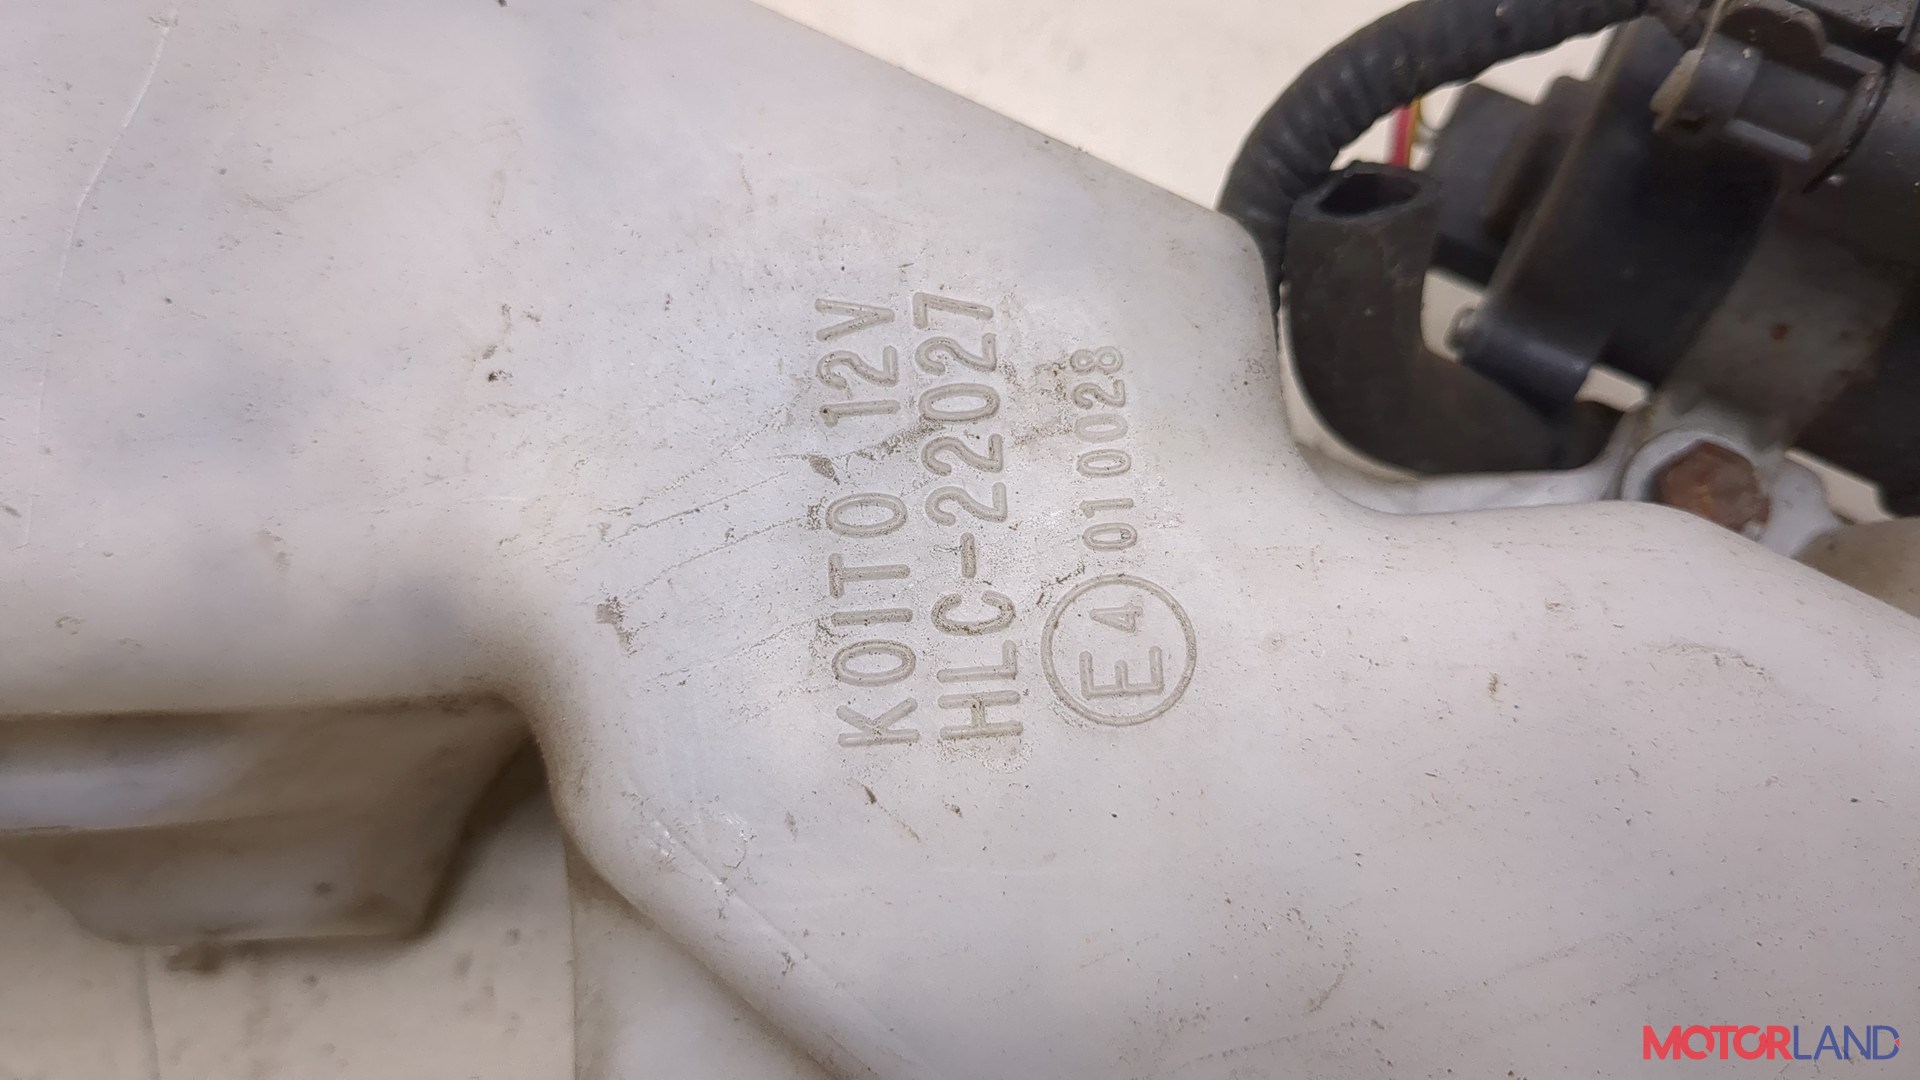 KOITO 12V
HLC-22027
E4 010028
MOTORLAND